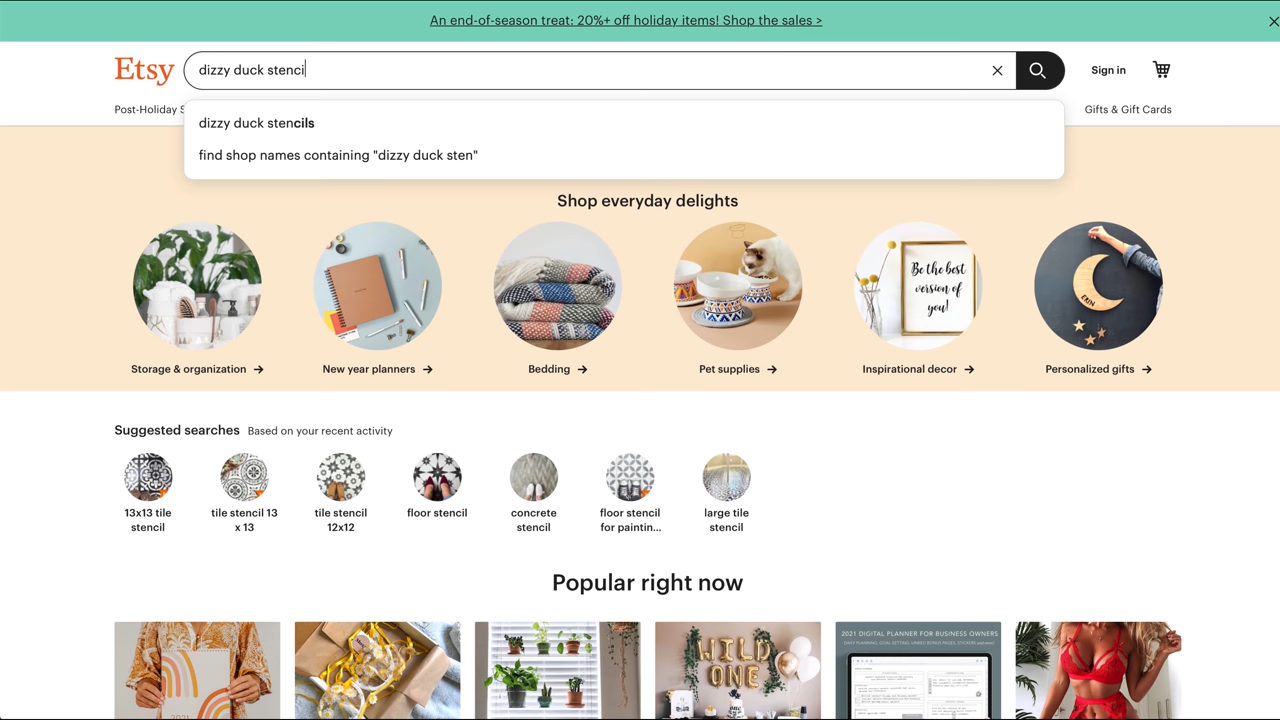 An end-of-season treat: 20%+ off holiday items! Shop the sales >
Etsy
dizzy duck stenci
Sign in
Post-Holiday S
Gifts & Gift Cards
dizzy duck stencils
find shop names containing "dizzy duck sten"
Shop everyday delights
Be the best
version of
you!
ERIN
Storage & organization →
New year planners →
Bedding →
Pet supplies →
Inspirational decor →
Personalized gifts →
Suggested searches Based on your recent activity
13x13 tile
stencil
tile stencil 13
x 13
tile stencil
12x12
floor stencil
concrete
stencil
floor stencil
for paintin...
large tile
stencil
Popular right now
WILD
ONE
2021 DIGITAL PLANNER FOR BUSINESS OWNERS